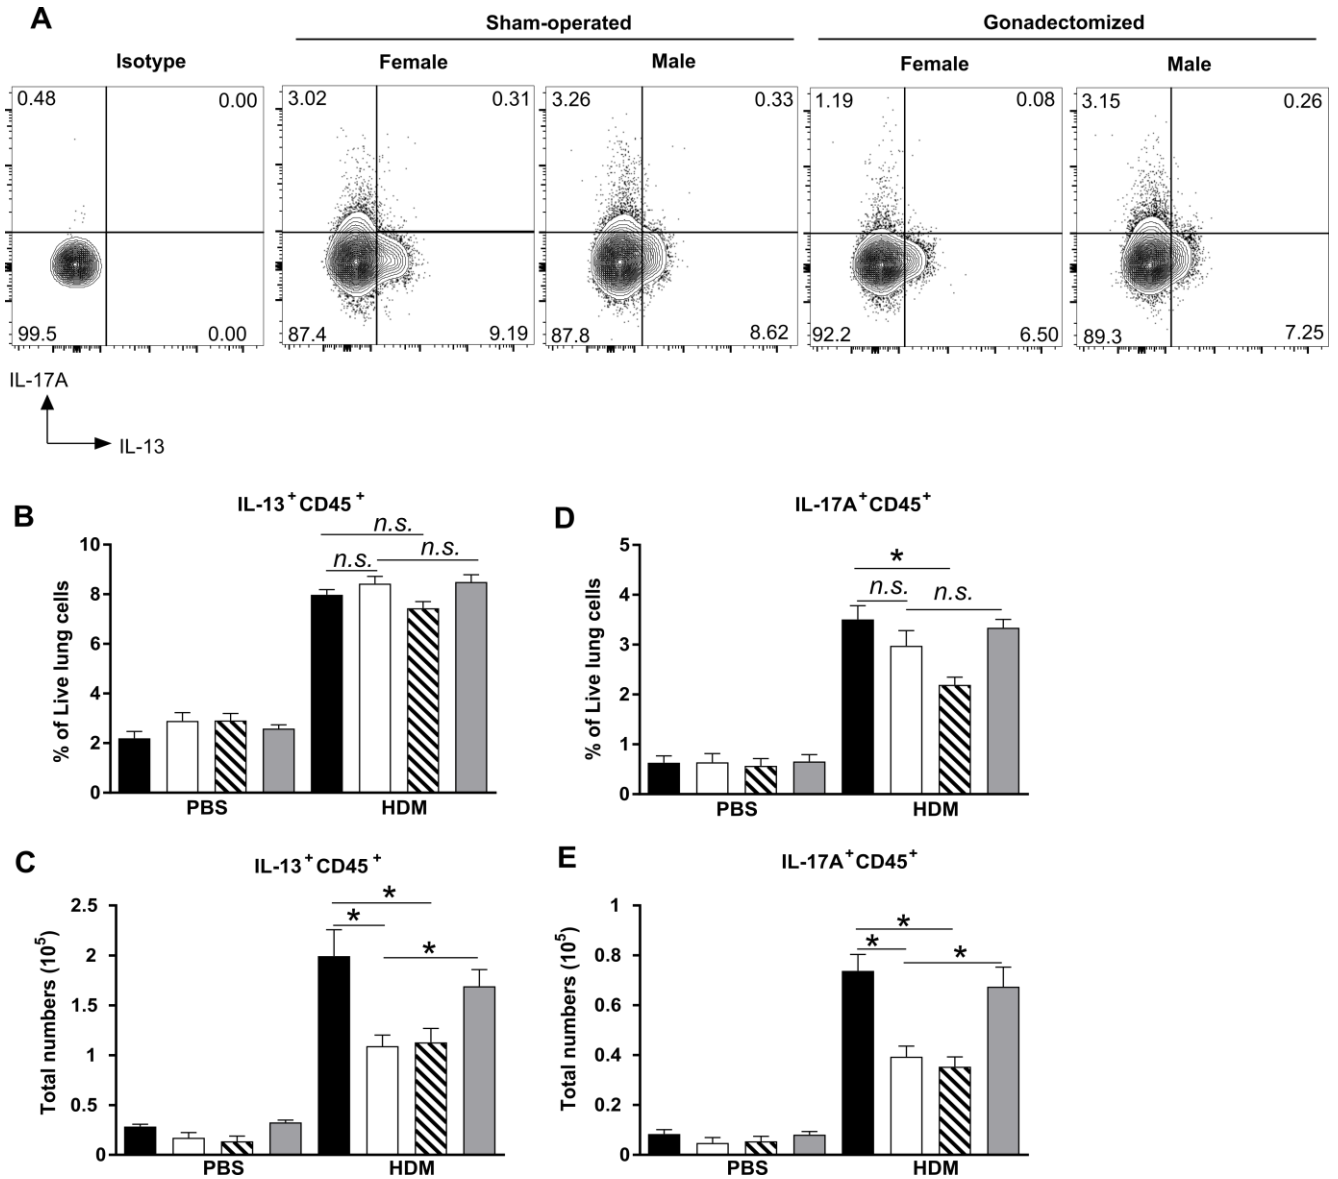 A
Sham-operated
Gonadectomized
Isotype
Female
Male
Female
Male
0.48
0.00
3.02
0.31
3.26
0.33
1.19
0.08
3.15
0.26
99.5
0.00
87.4
9.19
87.8
8.62
92.2
6.50
89.3
7.25
IL-17A
IL-13
B
IL-13+CD45+
n.s.
n.s.
n.s.
% of Live lung cells
10
8
6
4
2
0
PBS
HDM
D
IL-17A+CD45+
*
n.s.
n.s.
% of Live lung cells
5
4
3
2
1
0
PBS
HDM
C
IL-13+CD45+
*
*
*
Total numbers (10^5)
2.5
2
1.5
1
0.5
0
PBS
HDM
E
IL-17A+CD45+
*
*
*
Total numbers (10^5)
1
0.8
0.6
0.4
0.2
0
PBS
HDM